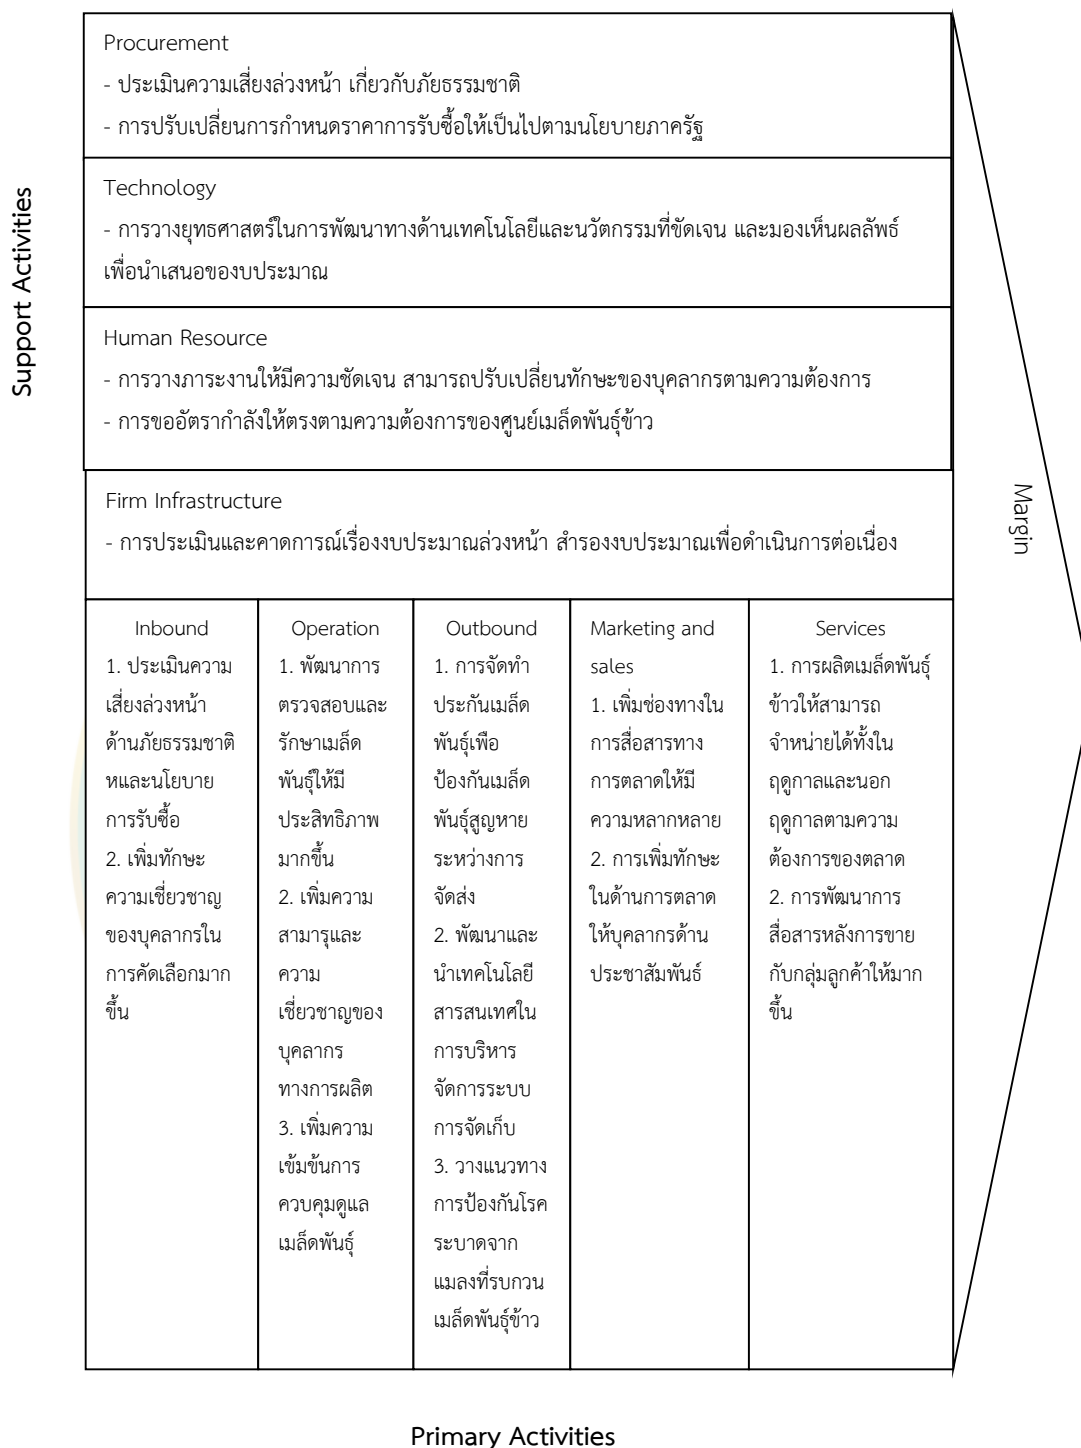 Support Activities
Procurement
- ประเมินความเสี่ยงล่วงหน้า เกี่ยวกับภัยธรรมชาติ
- การปรับเปลี่ยนการกำหนดราคาการรับซื้อให้เป็นไปตามนโยบายภาครัฐ
Technology
- การวางยุทธศาสตร์ในการพัฒนาทางด้านเทคโนโลยีและนวัตกรรมที่ขัดเจน และมองเห็นผลลัพธ์
เพื่อนำเสนอของบประมาณ
Human Resource
- การวางภาระงานให้มีความชัดเจน สามารถปรับเปลี่ยนทักษะของบุคลากรตามความต้องการ
- การขออัตรากำลังให้ตรงตามความต้องการของศูนย์เมล็ดพันธุ์ข้าว
Firm Infrastructure
- การประเมินและคาดการณ์เรื่องงบประมาณล่วงหน้า สำรองงบประมาณเพื่อดำเนินการต่อเนื่อง
Margin
Inbound
1. ประเมินความ
เสี่ยงล่วงหน้า
ด้านภัยธรรมชาติ
หและนโยบาย
การรับซื้อ
2. เพิ่มทักษะ
ความเชี่ยวชาญ
ของบุคลากรใน
การคัดเลือกมาก
ขึ้น
Operation
1. พัฒนาการ
ตรวจสอบและ
รักษาเมล็ด
พันธุ์ให้มี
ประสิทธิภาพ
มากขึ้น
2. เพิ่มความ
สามารุและ
ความ
เชี่ยวชาญของ
บุคลากร
ทางการผลิต
3. เพิ่มความ
เข้มข้นการ
ควบคุมดูแล
เมล็ดพันธุ์
Outbound
1. การจัดทำ
ประกันเมล็ด
พันธุ์เพือ
ป้องกันเมล็ด
พันธุ์สูญหาย
ระหว่างการ
จัดส่ง
2. พัฒนาและ
นำเทคโนโลยี
สารสนเทศใน
การบริหาร
จัดการระบบ
การจัดเก็บ
3. วางแนวทาง
การป้องกันโรค
ระบาดจาก
แมลงที่รบกวน
เมล็ดพันธุ์ข้าว
Marketing and
sales
1. เพิ่มช่องทางใน
การสื่อสารทาง
การตลาดให้มี
ความหลากหลาย
2. การเพิ่มทักษะ
ในด้านการตลาด
ให้บุคลากรด้าน
ประชาสัมพันธ์
Services
1. การผลิตเมล็ดพันธุ์
ข้าวให้สามารถ
จำหน่ายได้ทั้งใน
ฤดูกาลและนอก
ฤดูกาลตามความ
ต้องการของตลาด
2. การพัฒนาการ
สื่อสารหลังการขาย
กับกลุ่มลูกค้าให้มาก
ขึ้น
Primary Activities